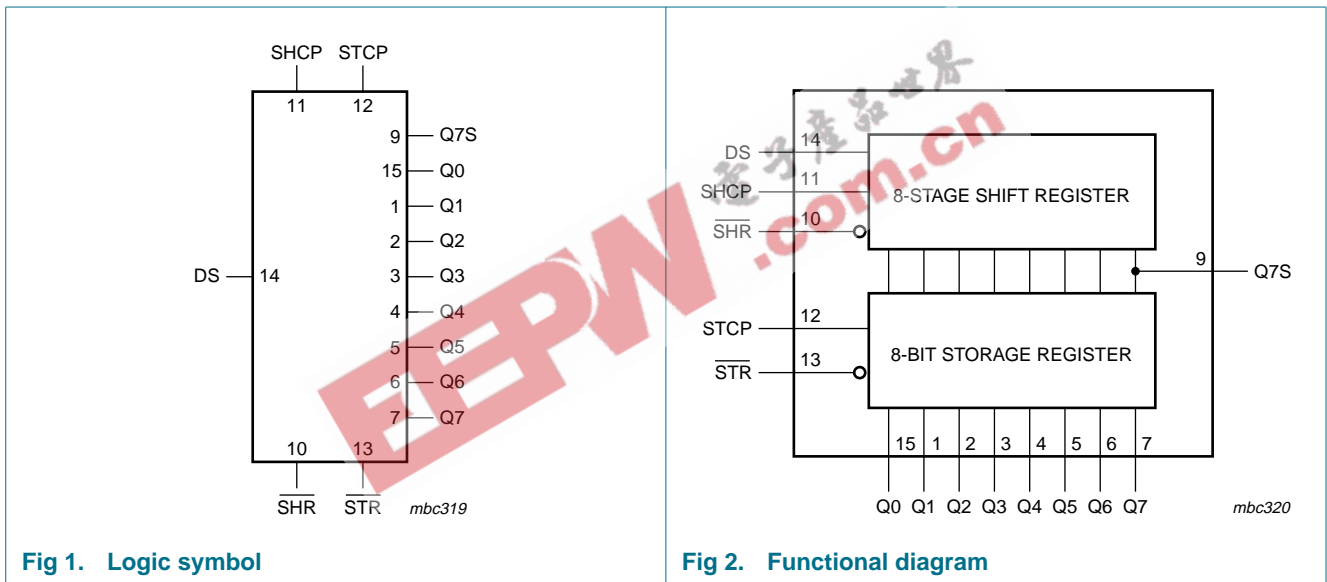 SHCP STCP
11 12
9 Q7S
15 Q0
1 Q1
2 Q2
DS 14 3 Q3
4 Q4
5 Q5
6 Q6
7 Q7
10 13
SHR STR mbc319
Fig 1. Logic symbol
DS 14
SHCP 11
SHR 10
8-STAGE SHIFT REGISTER
9 Q7S
STCP 12
STR 13
8-BIT STORAGE REGISTER
15 1 2 3 4 5 6 7
Q0 Q1 Q2 Q3 Q4 Q5 Q6 Q7 mbc320
Fig 2. Functional diagram
EEPW 電子產品世界
.com.cn